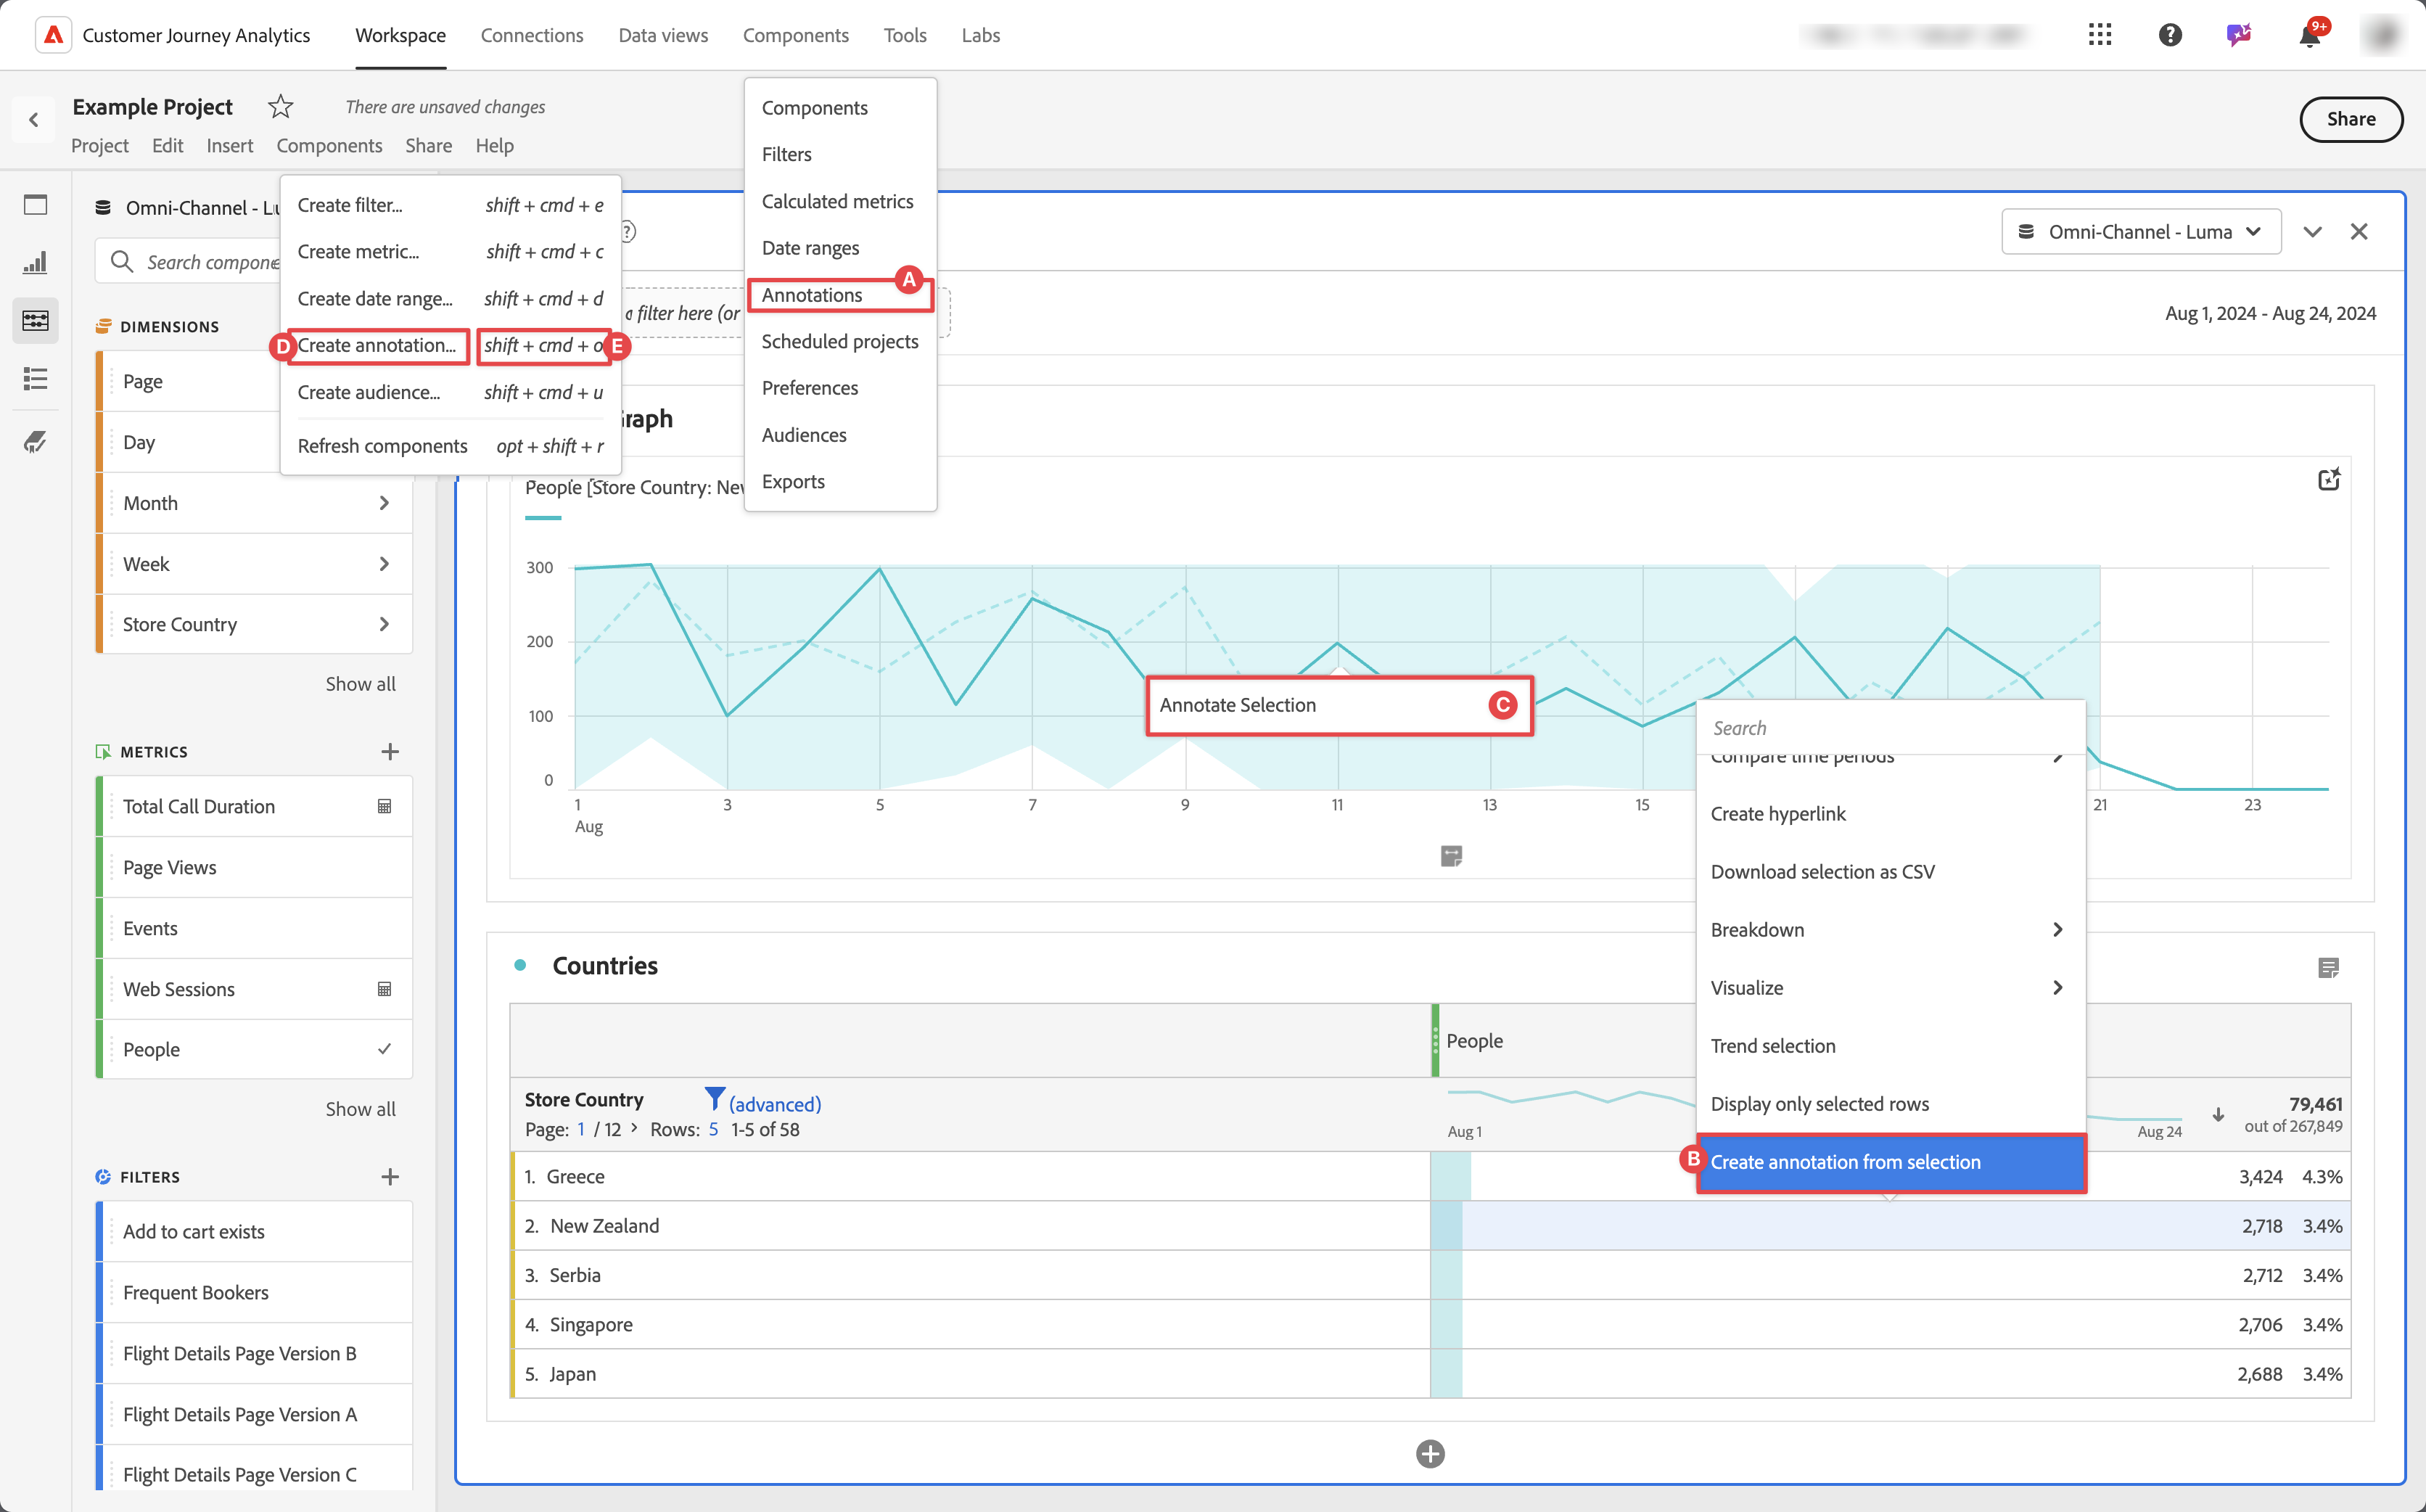 Customer Journey Analytics
Workspace
Connections
Data views
Components
Tools
Labs
9+
Example Project
There are unsaved changes
Share
Project
Edit
Insert
Components
Share
Help
Components
Filters
Calculated metrics
Date ranges
Annotations
A
Scheduled projects
Preferences
Audiences
Exports
Create filter... shift + cmd + e
Create metric... shift + cmd + c
Create date range... shift + cmd + d
D Create annotation... shift + cmd + o E
Create audience... shift + cmd + u
Refresh components opt + shift + r
Omni-Channel - Lu
Search compone
DIMENSIONS
Page
Day
Month
Week
Store Country
Show all
METRICS
Total Call Duration
Page Views
Events
Web Sessions
People
Show all
FILTERS
Add to cart exists
Frequent Bookers
Flight Details Page Version B
Flight Details Page Version A
Flight Details Page Version C
Omni-Channel - Luma
a filter here (or
Aug 1, 2024 - Aug 24, 2024
Graph
People [Store Country: New
300
200
100
0
1 3 5 7 9 11 13 15 21 23
Aug
Annotate Selection
C
Search
Compare time periods
Create hyperlink
Download selection as CSV
Breakdown
Visualize
Trend selection
Display only selected rows
B Create annotation from selection
Countries
People
Store Country (advanced)
Page: 1 / 12 > Rows: 5 1-5 of 58
Aug 1
Aug 24
79,461
out of 267,849
1. Greece 3,424 4.3%
2. New Zealand 2,718 3.4%
3. Serbia 2,712 3.4%
4. Singapore 2,706 3.4%
5. Japan 2,688 3.4%